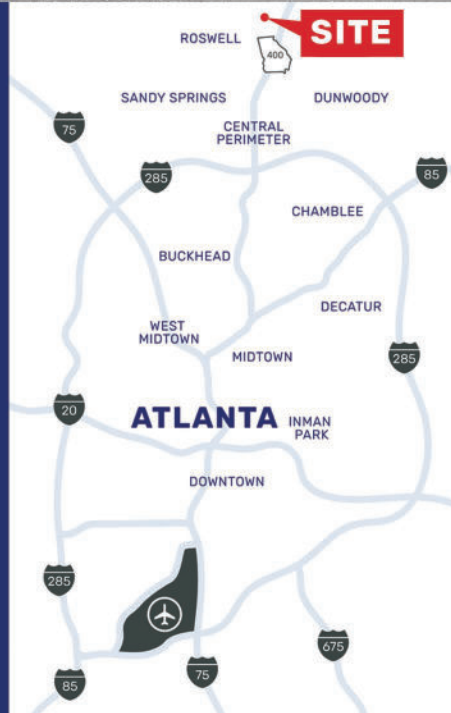 SITE
ROSWELL
400
SANDY SPRINGS
DUNWOODY
75
CENTRAL
PERIMETER
285
85
CHAMBLEE
BUCKHEAD
DECATUR
WEST
MIDTOWN
MIDTOWN
285
20
ATLANTA
INMAN
PARK
DOWNTOWN
285
675
85
75